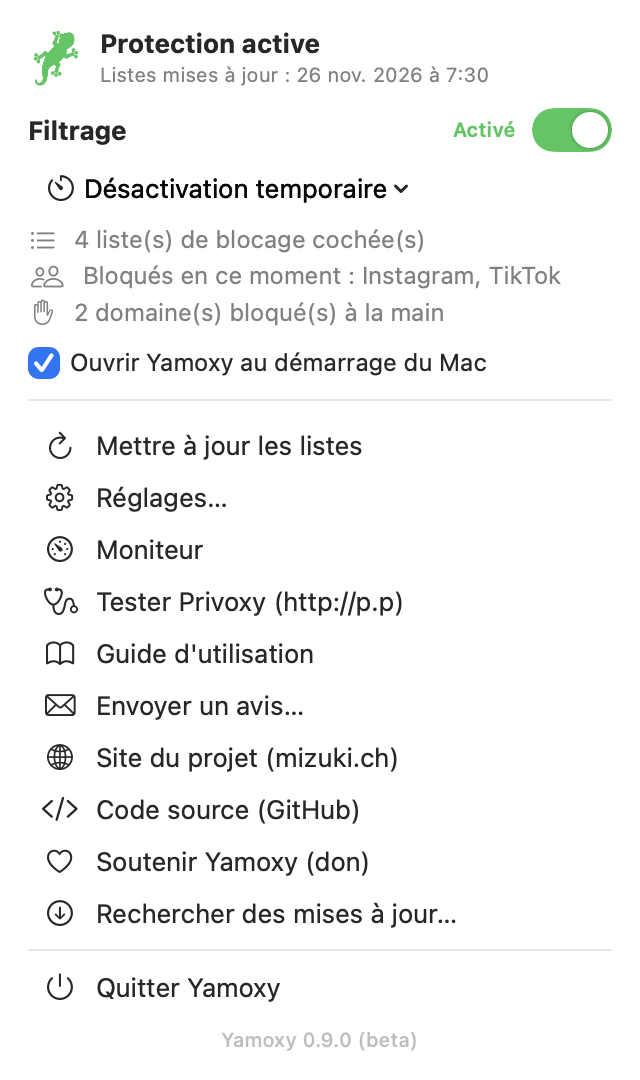 Protection active
Listes mises à jour : 26 nov. 2026 à 7:30
Filtrage
Activé
Désactivation temporaire
4 liste(s) de blocage cochée(s)
Bloqués en ce moment : Instagram, TikTok
2 domaine(s) bloqué(s) à la main
Ouvrir Yamoxy au démarrage du Mac
Mettre à jour les listes
Réglages...
Moniteur
Tester Privoxy (http://p.p)
Guide d'utilisation
Envoyer un avis...
Site du projet (mizuki.ch)
Code source (GitHub)
Soutenir Yamoxy (don)
Rechercher des mises à jour...
Quitter Yamoxy
Yamoxy 0.9.0 (beta)